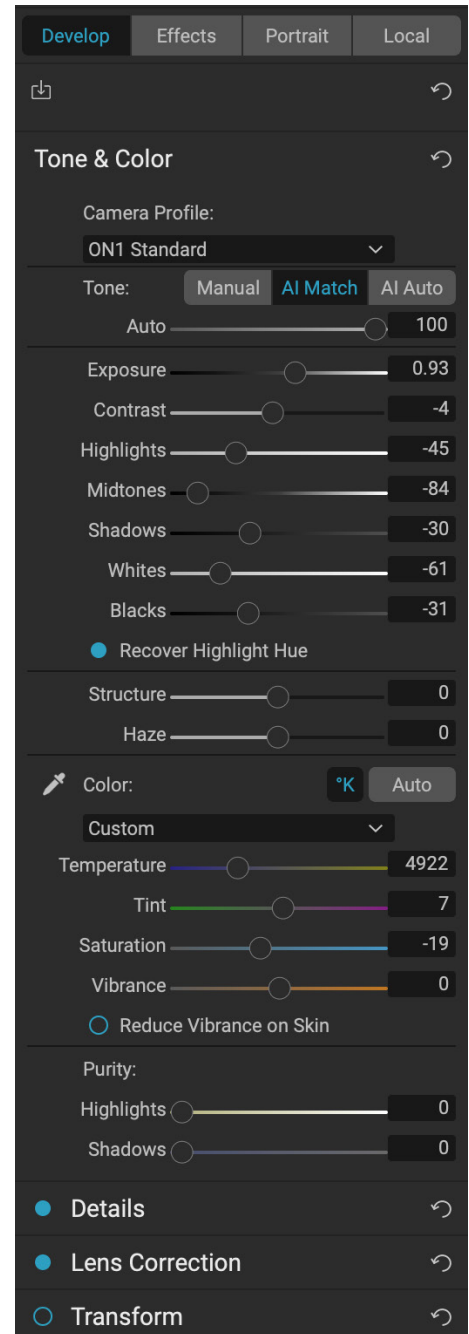 Develop Effects Portrait Local
Tone & Color
Camera Profile:
ON1 Standard
Tone: Manual AI Match AI Auto
Auto 100
Exposure 0.93
Contrast -4
Highlights -45
Midtones -84
Shadows -30
Whites -61
Blacks -31
Recover Highlight Hue
Structure 0
Haze 0
Color: °K Auto
Custom
Temperature 4922
Tint 7
Saturation -19
Vibrance 0
Reduce Vibrance on Skin
Purity:
Highlights 0
Shadows 0
Details
Lens Correction
Transform